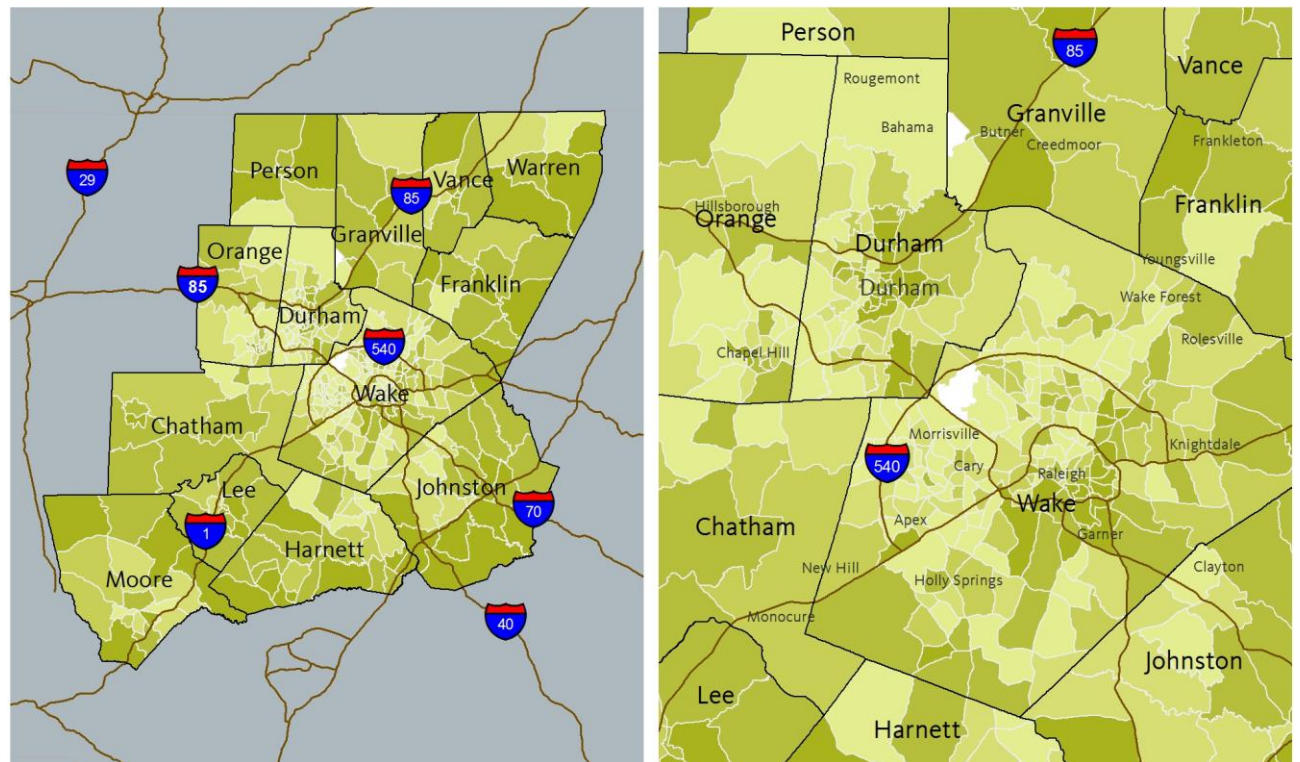 29
Person
85
Vance
Warren
Orange
Granville
85
Durham
Franklin
540
Wake
Chatham
Lee
Johnston
1
70
Harnett
Moore
40
Person
85
Vance
Rougemont
Granville
Bahama
Butner
Creedmoor
Frankleton
Hillsborough
Orange
Franklin
Durham
Youngsville
Durham
Wake Forest
Rolesville
Chapel Hill
Morrisville
Knightdale
540
Cary
Raleigh
Wake
Chatham
Apex
Garner
New Hill
Holly Springs
Clayton
Monocure
Johnston
Lee
Harnett